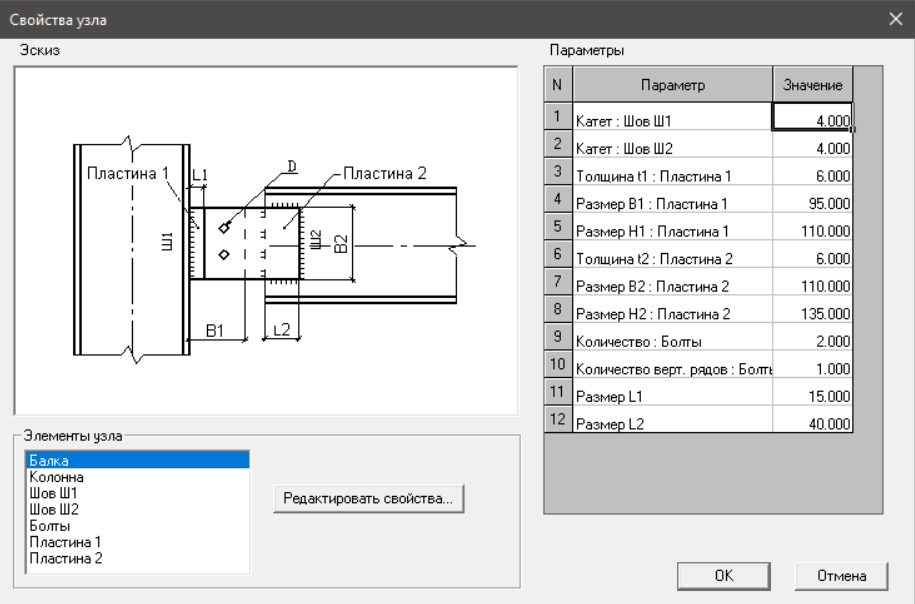 Свойства узла
Эскиз
Пластина 1
L1
D
Пластина 2
Ш1
Ш2
B2
B1
L2
Элементы узла
Балка
Колонна
Шов Ш1
Шов Ш2
Болты
Пластина 1
Пластина 2
Редактировать свойства...
Параметры
N Параметр Значение
1 Катет : Шов Ш1 4.000
2 Катет : Шов Ш2 4.000
3 Толщина t1 : Пластина 1 6.000
4 Размер B1 : Пластина 1 95.000
5 Размер H1 : Пластина 1 110.000
6 Толщина t2 : Пластина 2 6.000
7 Размер B2 : Пластина 2 110.000
8 Размер H2 : Пластина 2 135.000
9 Количество : Болты 2.000
10 Количество верт. рядов : Болты 1.000
11 Размер L1 15.000
12 Размер L2 40.000
OK
Отмена